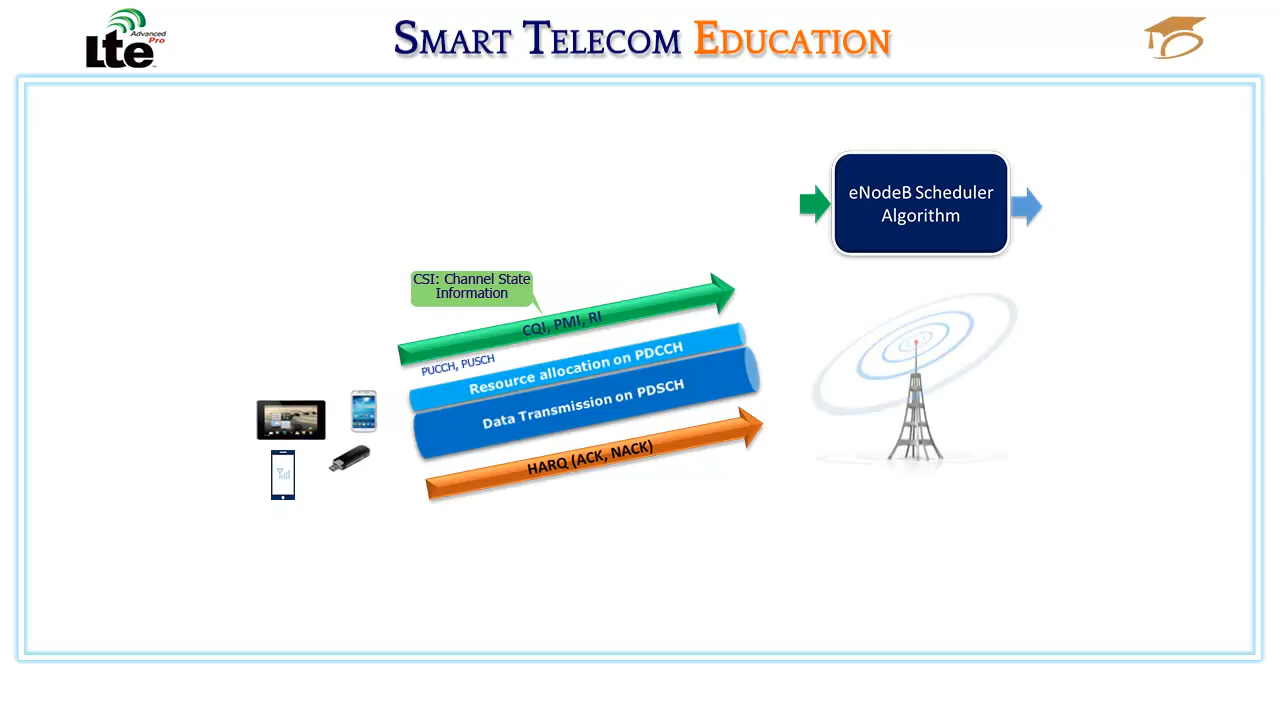 LTE Advanced Pro
SMART TELECOM EDUCATION
eNodeB Scheduler
Algorithm
CSI: Channel State
Information
CQI, PMI, RI
PUCCH, PUSCH
Resource allocation on PDCCH
Data Transmission on PDSCH
HARQ (ACK, NACK)